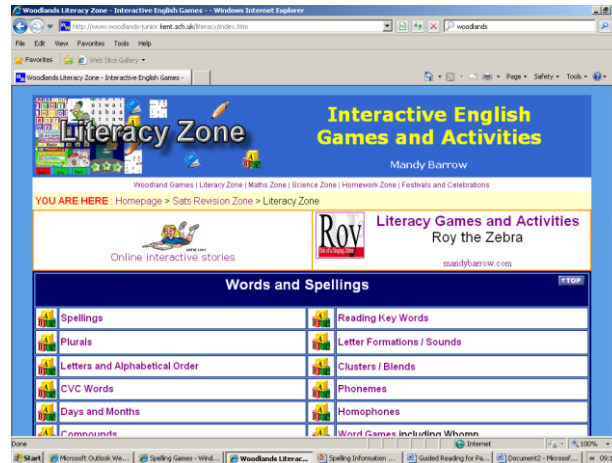 Woodlands Literacy Zone - Interactive English Games - - Windows Internet Explorer
http://www.woodlands-junior.kent.sch.uk/literacy/index.htm
woodlands
File Edit View Favorites Tools Help
Favorites Web Slice Gallery
Woodlands Literacy Zone - Interactive English Games -
Page Safety Tools
Literacy Zone
Interactive English
Games and Activities
Mandy Barrow
Woodland Games | Literacy Zone | Maths Zone | Science Zone | Homework Zone | Festivals and Celebrations
YOU ARE HERE : Homepage > Sats Revision Zone > Literacy Zone
Online interactive stories
Roy
Literacy Games and Activities
Roy the Zebra
mandybarrow.com
Words and Spellings
TOP
Spellings
Reading Key Words
Plurals
Letter Formations / Sounds
Letters and Alphabetical Order
Clusters / Blends
CVC Words
Phonemes
Days and Months
Homophones
Compounds
Word Games including Whomp
Done
Internet
100%
Start
Microsoft Outlook We...
Spelling Games - Wind...
Woodlands Literac...
Spelling Information ...
Guided Reading for Pa...
Document2 - Microsof...